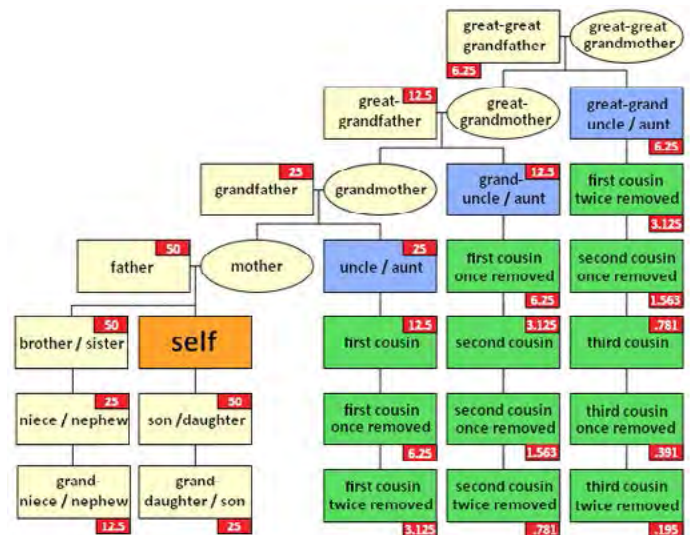 great-great
grandfather
6.25
great-great
grandmother
great-
grandfather
12.5
great-
grandmother
great-grand
uncle / aunt
6.25
grandfather
25
grandmother
grand-
uncle / aunt
12.5
first cousin
twice removed
3.125
father
50
mother
uncle / aunt
25
first cousin
once removed
6.25
second cousin
once removed
1.563
brother / sister
50
self
first cousin
12.5
second cousin
3.125
third cousin
.781
niece / nephew
25
son /daughter
50
first cousin
once removed
6.25
second cousin
once removed
1.563
third cousin
once removed
.391
grand-
niece / nephew
12.5
grand-
daughter / son
25
first cousin
twice removed
3.125
second cousin
twice removed
.781
third cousin
twice removed
.195